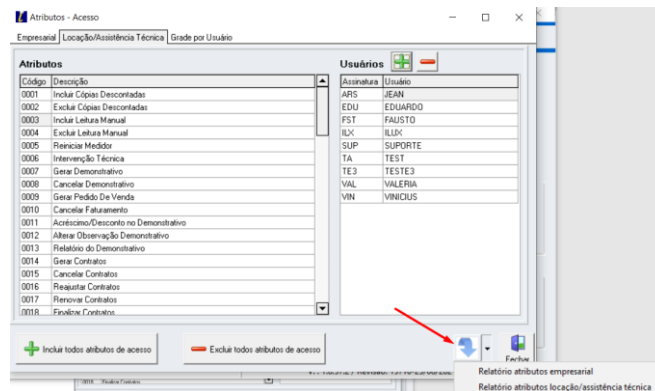 Atributos - Acesso
Empresarial Locação/Assistência Técnica Grade por Usuário
Atributos
Usuários
Código Descrição
Assinatura Usuário
0001 Incluir Cópias Descontadas
ARS JEAN
0002 Excluir Cópias Descontadas
EDU EDUARDO
0003 Incluir Leitura Manual
FST FAUSTO
0004 Excluir Leitura Manual
ILX ILUX
0005 Reiniciar Medidor
SUP SUPORTE
0006 Intervenção Técnica
TA TEST
0007 Gerar Demonstrativo
TE3 TESTE3
0008 Cancelar Demonstrativo
VAL VALERIA
0009 Gerar Pedido De Venda
VIN VINICIUS
0010 Cancelar Faturamento
0011 Acréscimo/Desconto no Demonstrativo
0012 Alterar Observação Demonstrativo
0013 Relatório do Demonstrativo
0014 Gerar Contratos
0015 Cancelar Contratos
0016 Reajustar Contratos
0017 Renovar Contratos
0018 Finalizar Contratos
Incluir todos atributos de acesso
Excluir todos atributos de acesso
Fechar
Relatório atributos empresarial
Relatório atributos locação/assistência técnica
0018 Finalizar Contratos